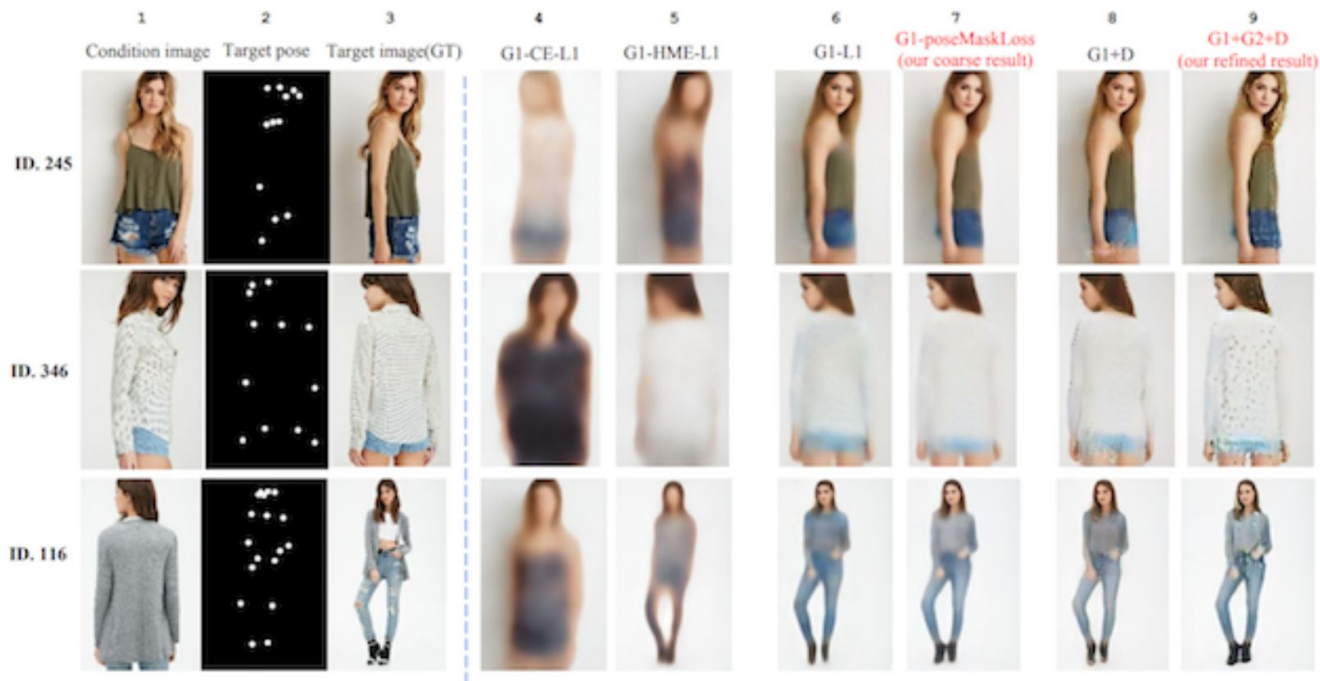 1 2 3 4 5 6 7 8 9
Condition image Target pose Target image(GT) G1-CE-L1 G1-HME-L1 G1-L1 G1-poseMaskLoss G1+D G1+G2+D
(our coarse result) (our refined result)
ID. 245
ID. 346
ID. 116